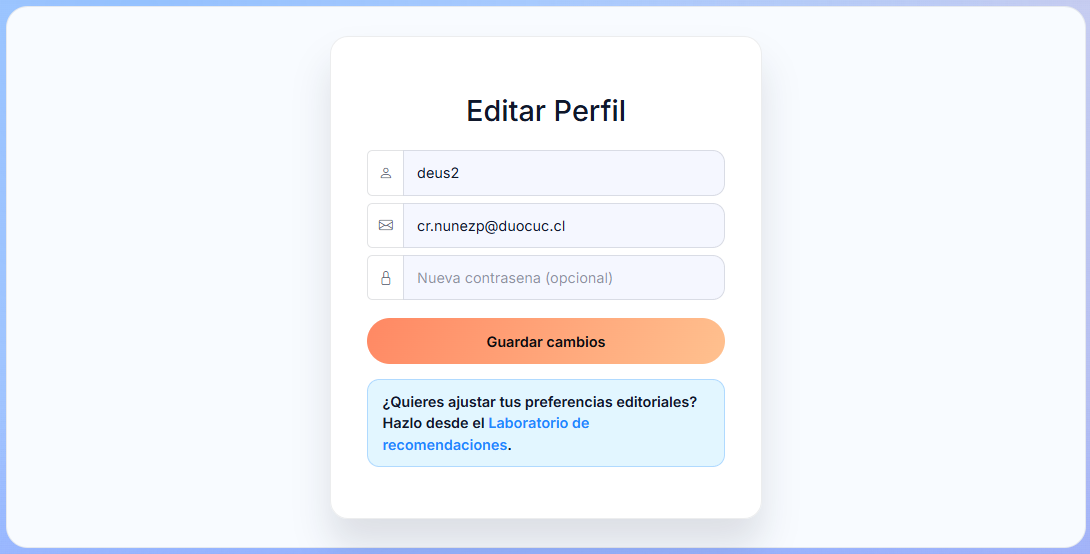 Editar Perfil
deus2
cr.nunezp@duocuc.cl
Nueva contrasena (opcional)
Guardar cambios
¿Quieres ajustar tus preferencias editoriales?
Hazlo desde el Laboratorio de
recomendaciones.